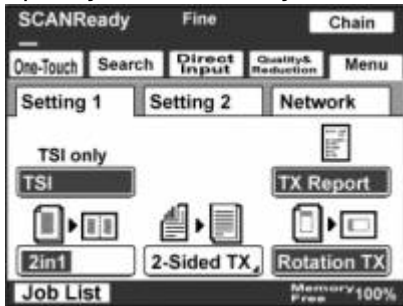 SCANReady Fine Chain
One-Touch Search Direct Input Quality& Reduction Menu
Setting 1 Setting 2 Network
TSI only
TSI TX Report
2in1 2-Sided TX Rotation TX
Job List Memory Free 100%